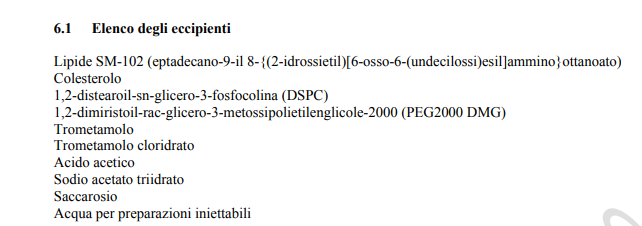 6.1 Elenco degli eccipienti
Lipide SM-102 (eptadecano-9-il 8-{(2-idrossietil)[6-osso-6-(undecilossi)esil]ammino}ottanoato)
Colesterolo
1,2-distearoil-sn-glicero-3-fosfocolina (DSPC)
1,2-dimiristoil-rac-glicero-3-metossipolietilenglicole-2000 (PEG2000 DMG)
Trometamolo
Trometamolo cloridrato
Acido acetico
Sodio acetato triidrato
Saccarosio
Acqua per preparazioni iniettabili